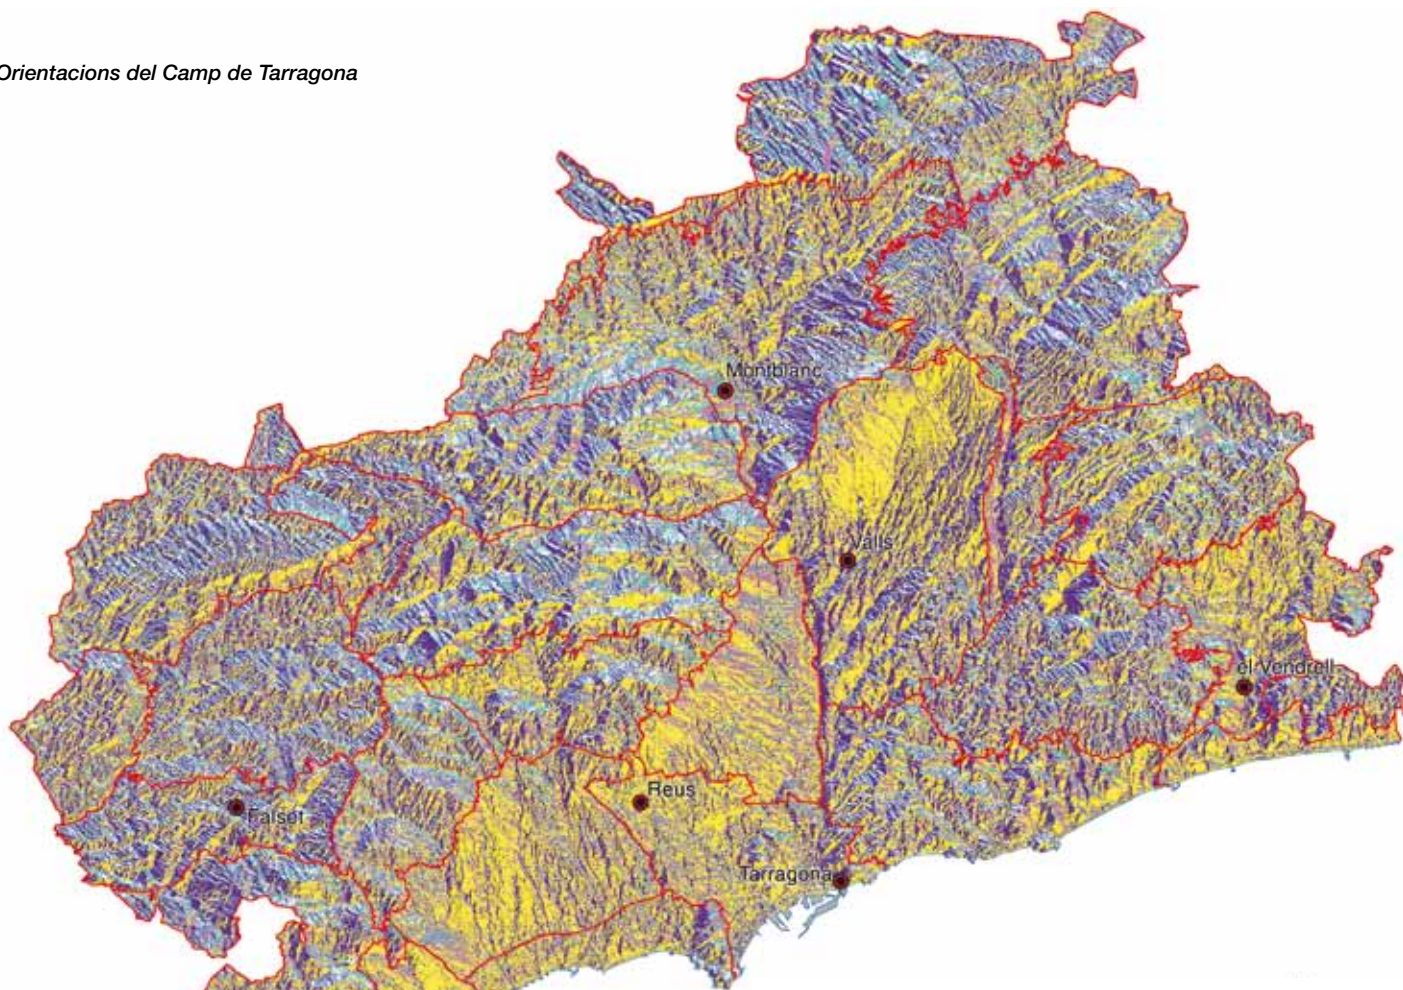 Orientacions del Camp de Tarragona
Montblanc
Valls
el Vendrell
Reus
Falset
Tarragona